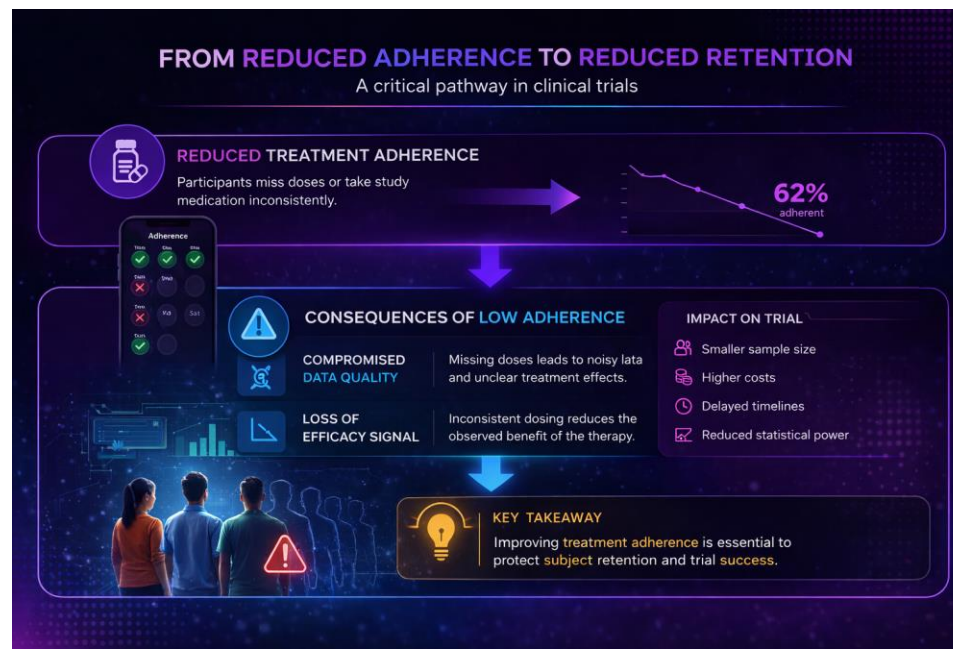 FROM REDUCED ADHERENCE TO REDUCED RETENTION
A critical pathway in clinical trials
REDUCED TREATMENT ADHERENCE
Participants miss doses or take study
medication inconsistently.
62%
adherent
Adherence
Sat
CONSEQUENCES OF LOW ADHERENCE
COMPROMISED
DATA QUALITY
Missing doses leads to noisy lata
and unclear treatment effects.
LOSS OF
EFFICACY SIGNAL
Inconsistent dosing reduces the
observed benefit of the therapy.
IMPACT ON TRIAL
Smaller sample size
Higher costs
Delayed timelines
Reduced statistical power
KEY TAKEAWAY
Improving treatment adherence is essential to
protect subject retention and trial success.